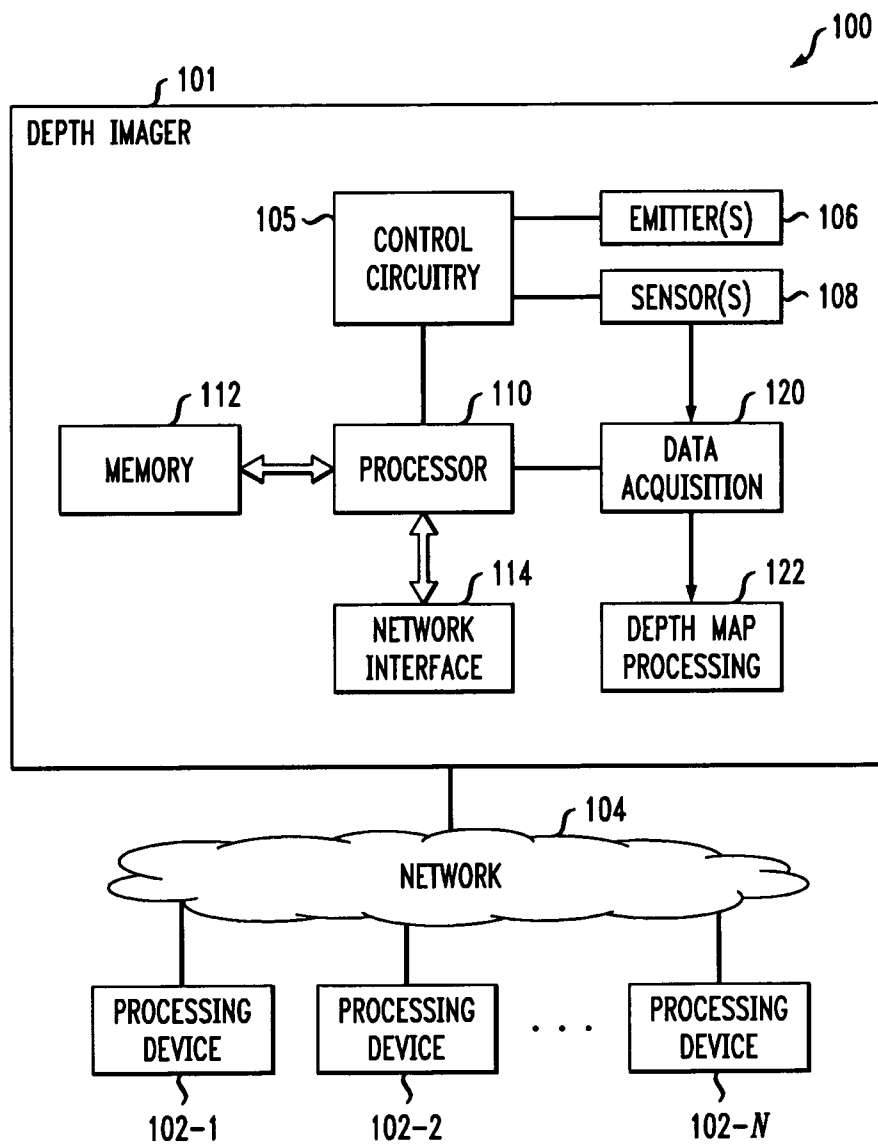 100
101
DEPTH IMAGER
105
CONTROL
CIRCUITRY
EMITTER(S)
106
SENSOR(S)
108
112
MEMORY
110
PROCESSOR
120
DATA
ACQUISITION
114
NETWORK
INTERFACE
122
DEPTH MAP
PROCESSING
104
NETWORK
PROCESSING
DEVICE
102-1
PROCESSING
DEVICE
102-2
. . .
PROCESSING
DEVICE
102-N